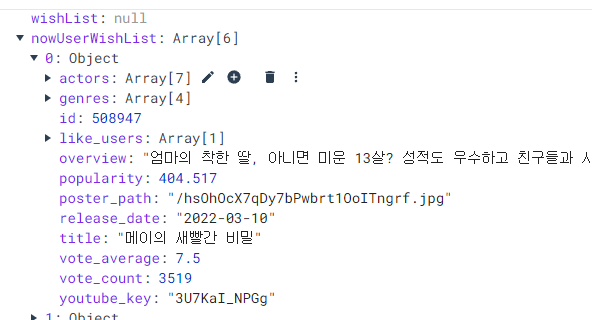 wishList: null
nowUserWishList: Array[6]
0: Object
actors: Array[7]
genres: Array[4]
id: 508947
like_users: Array[1]
overview: "엄마의 착한 딸, 아니면 미운 13살? 성적도 우수하고 친구들과
popularity: 404.517
poster_path: "/hsOhOcX7qDy7bPwbrt1OoITngrf.jpg"
release_date: "2022-03-10"
title: "메이의 새빨간 비밀"
vote_average: 7.5
vote_count: 3519
youtube_key: "3U7KaI_NPGg"
1: Object